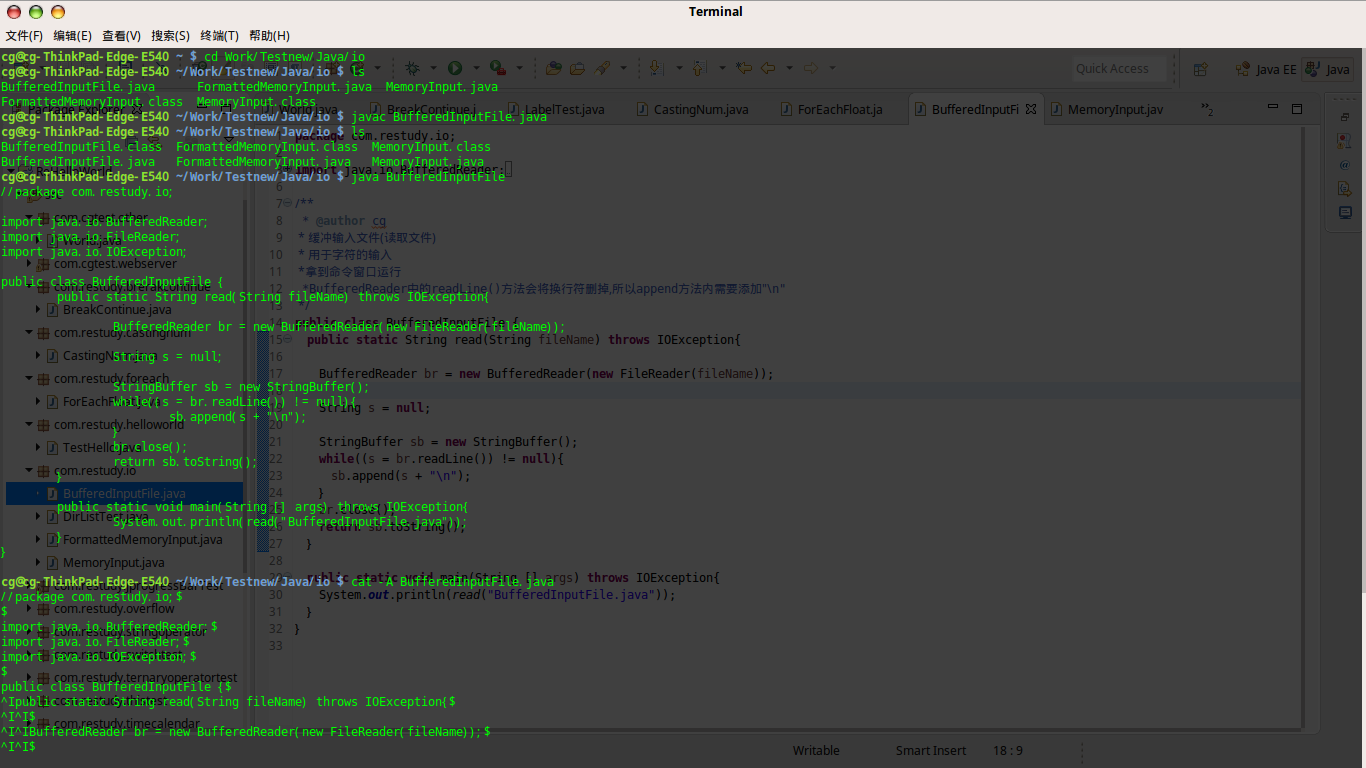 Terminal
文件(F) 编辑(E) 查看(V) 搜索(S) 终端(T) 帮助(H)
cg@cg-ThinkPad-Edge-E540 ~ $ cd Work/Testnew/Java/io
cg@cg-ThinkPad-Edge-E540 ~/Work/Testnew/Java/io $ ls
BufferedInputFile.java FormattedMemoryInput.java MemoryInput.java
FormattedMemoryInput.class MemoryInput.class
cg@cg-ThinkPad-Edge-E540 ~/Work/Testnew/Java/io $ javac BufferedInputFile.java
cg@cg-ThinkPad-Edge-E540 ~/Work/Testnew/Java/io $ ls
BufferedInputFile.class FormattedMemoryInput.class MemoryInput.class
BufferedInputFile.java FormattedMemoryInput.java MemoryInput.java
cg@cg-ThinkPad-Edge-E540 ~/Work/Testnew/Java/io $ java BufferedInputFile
//package com.restudy.io;
import java.io.BufferedReader;
import java.io.FileReader;
import java.io.IOException;
public class BufferedInputFile {
public static String read(String fileName) throws IOException{
BufferedReader br = new BufferedReader(new FileReader(fileName));
String s = null;
StringBuffer sb = new StringBuffer();
while((s = br.readLine()) != null){
sb.append(s + "\n");
}
br.close();
return sb.toString();
}
public static void main(String [] args) throws IOException{
System.out.println(read("BufferedInputFile.java"));
}
}
cg@cg-ThinkPad-Edge-E540 ~/Work/Testnew/Java/io $ cat -A BufferedInputFile.java
//package com.restudy.io;$
$
import java.io.BufferedReader;$
import java.io.FileReader;$
import java.io.IOException;$
$
public class BufferedInputFile {$
^Ipublic static String read(String fileName) throws IOException{$
^I^I$
^I^IBufferedReader br = new BufferedReader(new FileReader(fileName));$
^I^I$
Quick Access
Java EE
Java
BreakContinue.j
LabelTest.java
CastingNum.java
ForEachFloat.ja
BufferedInputFi
MemoryInput.jav
»2
com.cgtest.webserver
BreakContinue.java
com.restudy.castingnum
com.restudy.foreach
com.restudy.helloworld
com.restudy.io
BufferedInputFile.java
DirListTest.java
FormattedMemoryInput.java
MemoryInput.java
com.restudy.overflow
com.restudy.ternaryoperatortest
com.restudy.timecalendar
package com.restudy.io;
import java.io.BufferedReader;
6
7 /**
8 * @author cg
9 * 缓冲输入文件(读取文件)
10 * 用于字符的输入
11 *拿到命令窗口运行
*BufferedReader中的readLine()方法会将换行符删掉,所以append方法内需要添加"\n"
*/
public class BufferedInputFile {
15 public static String read(String fileName) throws IOException{
16
17 BufferedReader br = new BufferedReader(new FileReader(fileName));
String s = null;
20
21 StringBuffer sb = new StringBuffer();
22 while((s = br.readLine()) != null){
23 sb.append(s + "\n");
24 }
br.close();
return sb.toString();
27 }
28
public static void main(String [] args) throws IOException{
30 System.out.println(read("BufferedInputFile.java"));
31 }
32 }
33
Writable
Smart Insert
18 : 9